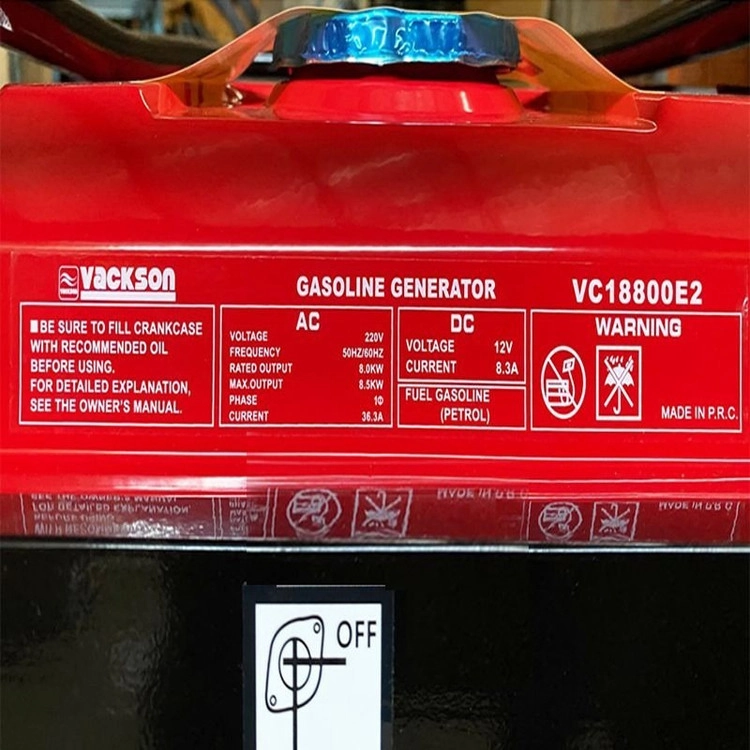 VACKSON
GASOLINE GENERATOR
VC18800E2
■BE SURE TO FILL CRANKCASE
WITH RECOMMENDED OIL
BEFORE USING.
FOR DETAILED EXPLANATION,
SEE THE OWNER'S MANUAL.
AC
VOLTAGE 220V
FREQUENCY 50HZ/60HZ
RATED OUTPUT 8.0KW
MAX.OUTPUT 8.5KW
PHASE 1Φ
CURRENT 36.3A
DC
VOLTAGE 12V
CURRENT 8.3A
FUEL GASOLINE
(PETROL)
WARNING
MADE IN P.R.C.
OFF